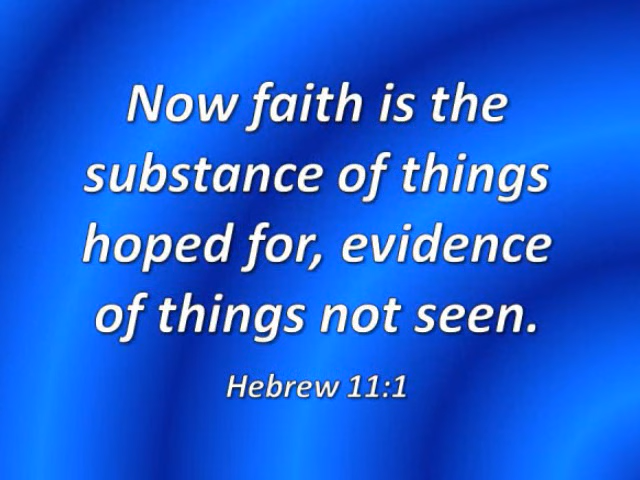 Now faith is the
substance of things
hoped for, evidence
of things not seen.
Hebrew 11:1